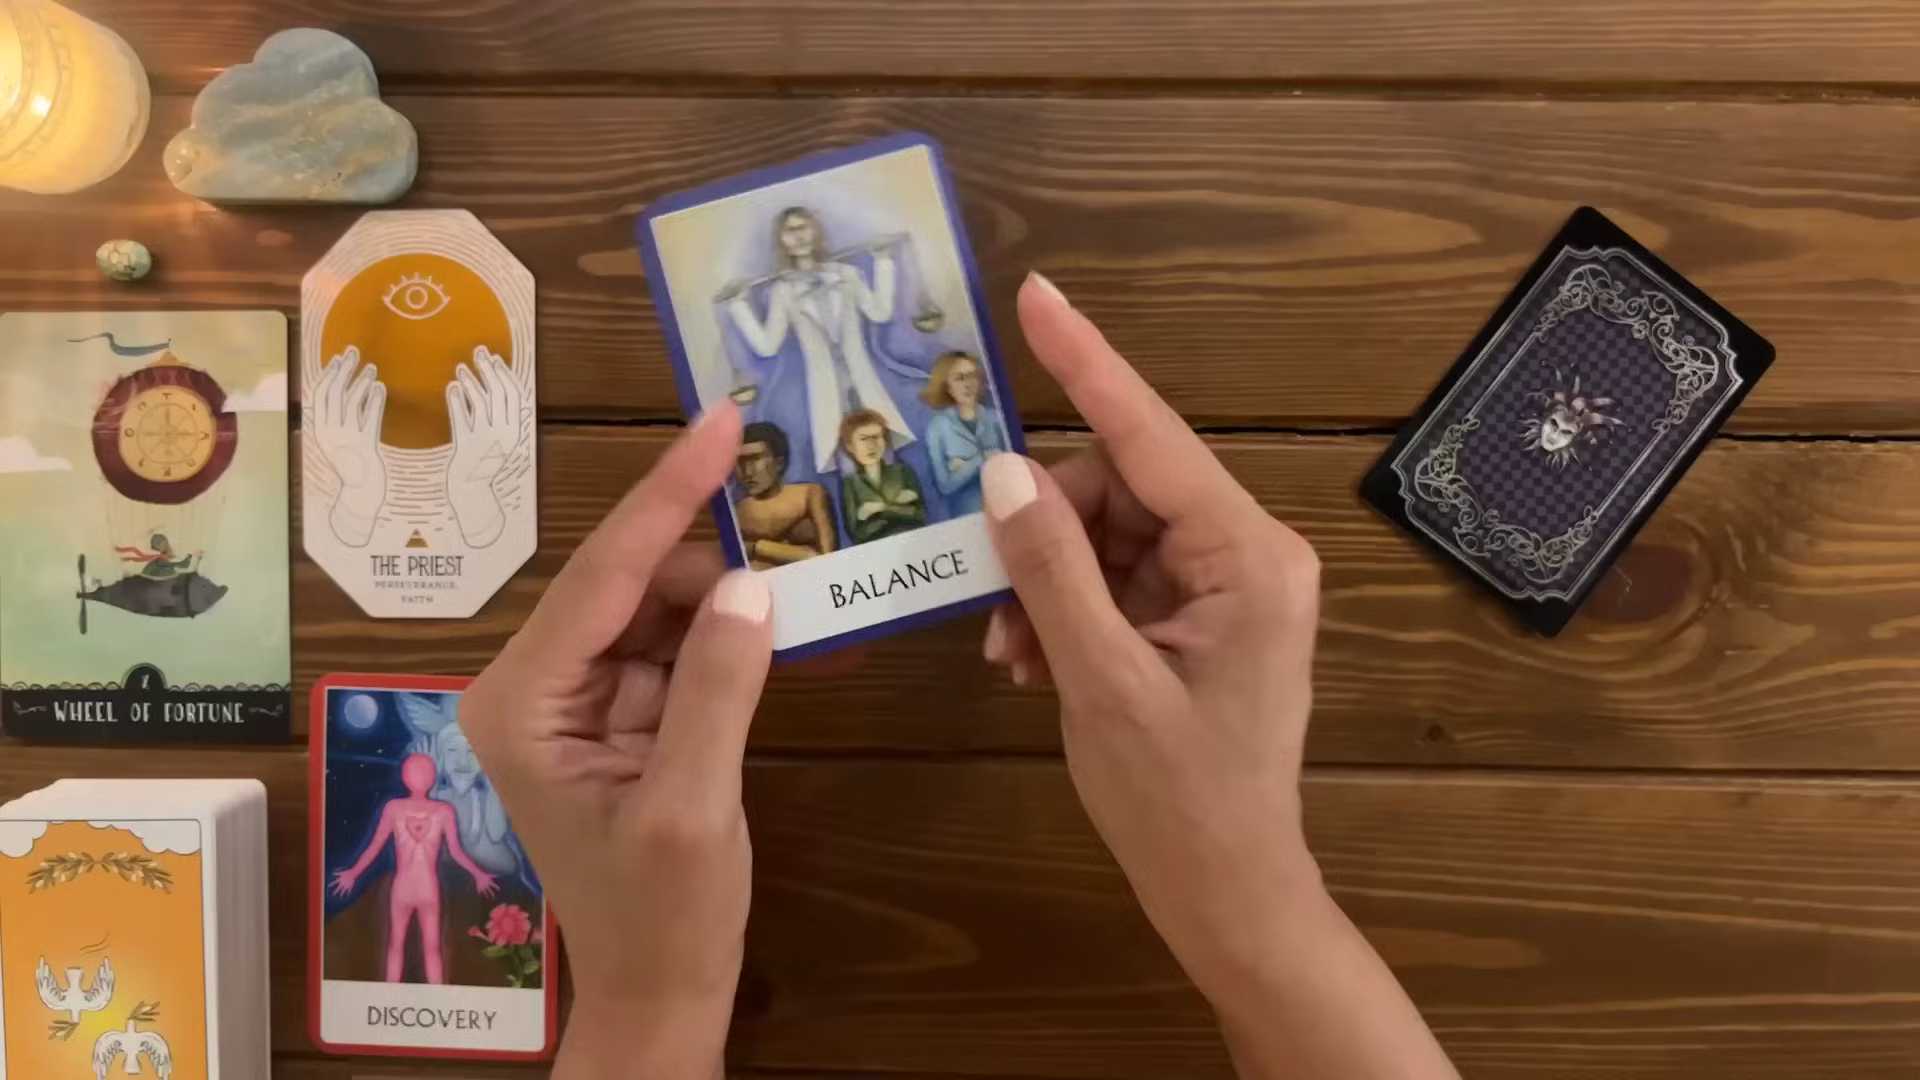 BALANCE
THE PRIEST
PERSEVERANCE.
FAITH
X
WHEEL OF FORTUNE
DISCOVERY